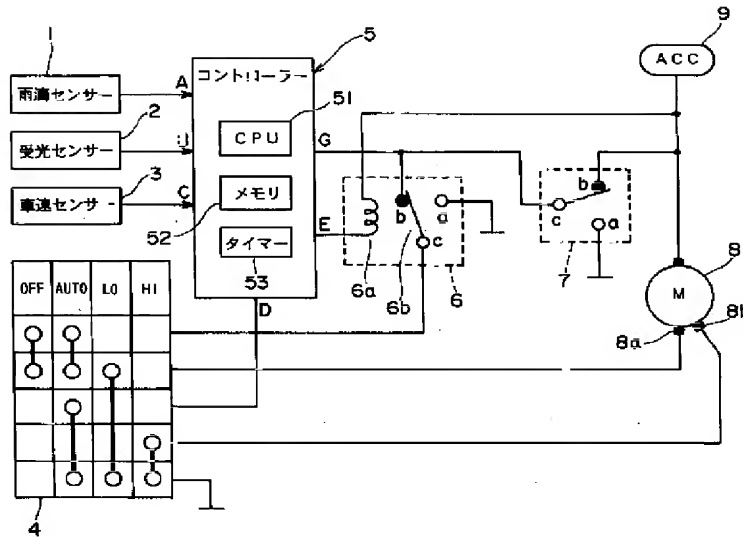 1
雨滴センサー
A
2
受光センサー
B
3
車速センサー
C
コントローラー
5
CPU
51
メモリ
52
タイマー
53
G
E
D
b
a
c
6a
6b
6
b
c
a
7
9
ACC
M
8
8a
OFF AUTO LO HI
4